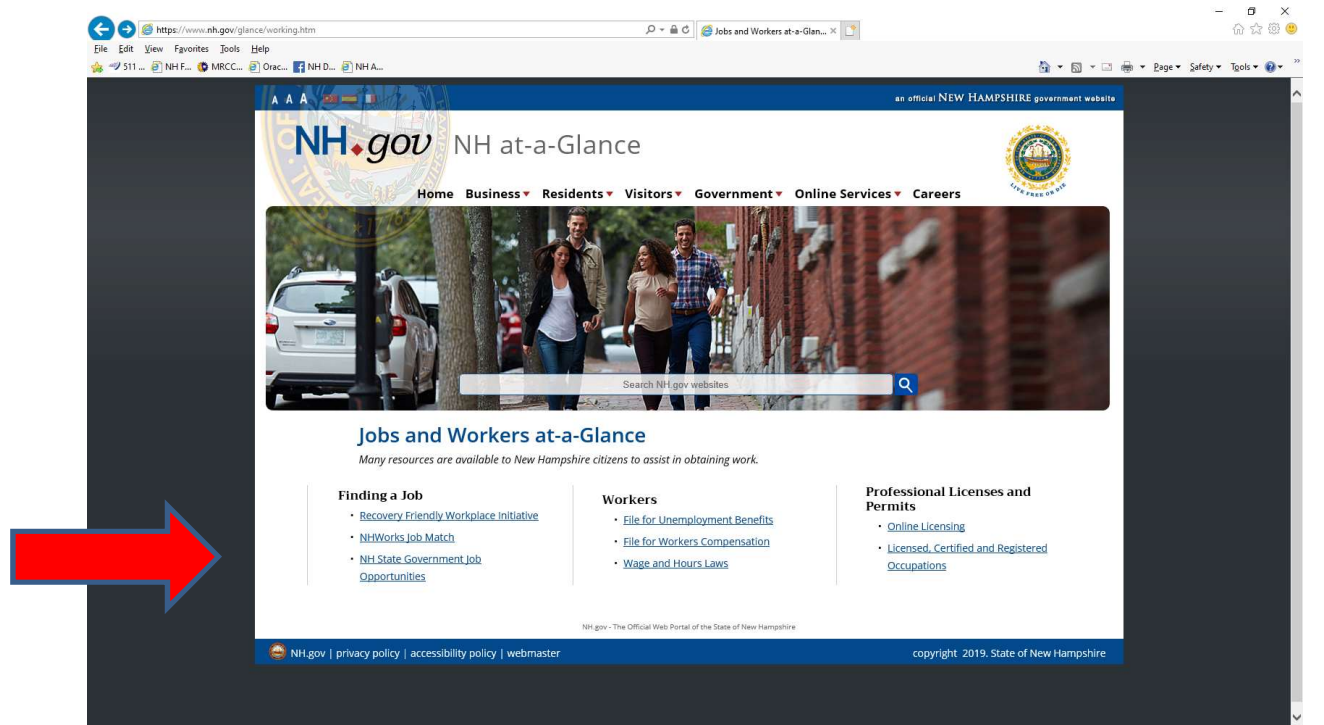 https://www.nh.gov/glance/working.htm
Jobs and Workers at-a-Glan...
File Edit View Favorites Tools Help
511 ... NH F... MRCC... Orac... NH D... NH A...
Page Safety Tools
A A A
an official NEW HAMPSHIRE government website
NH.gov NH at-a-Glance
LIVE FREE OR DIE
Home Business Residents Visitors Government Online Services Careers
Search NH.gov websites
Jobs and Workers at-a-Glance
Many resources are available to New Hampshire citizens to assist in obtaining work.
Finding a Job
• Recovery Friendly Workplace Initiative
• NHWorks Job Match
• NH State Government Job
Opportunities
Workers
• File for Unemployment Benefits
• File for Workers Compensation
• Wage and Hours Laws
Professional Licenses and
Permits
• Online Licensing
• Licensed, Certified and Registered
Occupations
NH.gov - The Official Web Portal of the State of New Hampshire
NH.gov | privacy policy | accessibility policy | webmaster
copyright 2019. State of New Hampshire